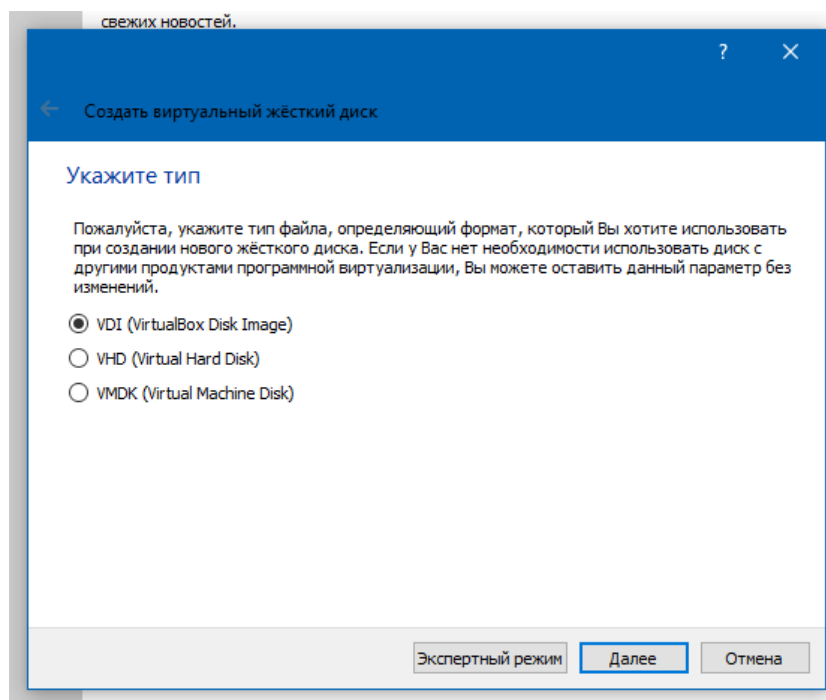 свежих новостей.
?
Создать виртуальный жёсткий диск
Укажите тип
Пожалуйста, укажите тип файла, определяющий формат, который Вы хотите использовать
при создании нового жёсткого диска. Если у Вас нет необходимости использовать диск с
другими продуктами программной виртуализации, Вы можете оставить данный параметр без
изменений.
VDI (VirtualBox Disk Image)
VHD (Virtual Hard Disk)
VMDK (Virtual Machine Disk)
Экспертный режим Далее Отмена